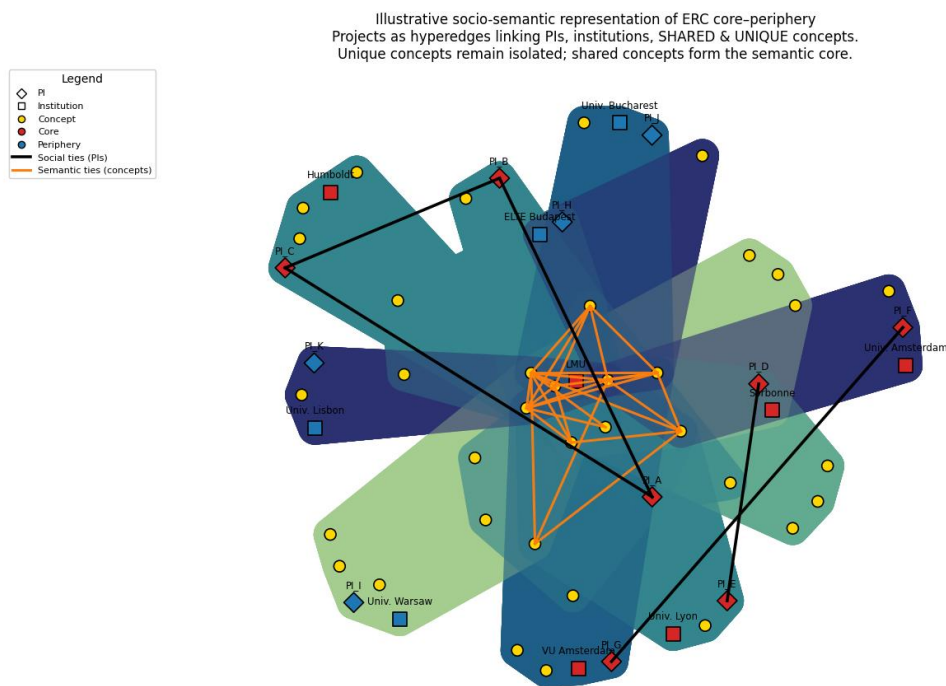 Illustrative socio-semantic representation of ERC core–periphery
Projects as hyperedges linking PIs, institutions, SHARED & UNIQUE concepts.
Unique concepts remain isolated; shared concepts form the semantic core.
Legend
PI
Institution
Concept
Core
Periphery
Social ties (PIs)
Semantic ties (concepts)
Univ. Bucharest
PI_J
PI_B
Humboldt
PI_H
ELTE Budapest
PI_C
PI_F
Univ. Amsterdam
PI_K
LMU
PI_D
Sorbonne
Univ. Lisbon
PI_A
PI_I
Univ. Warsaw
PI_E
Univ. Lyon
VU Amsterdam
PI_G